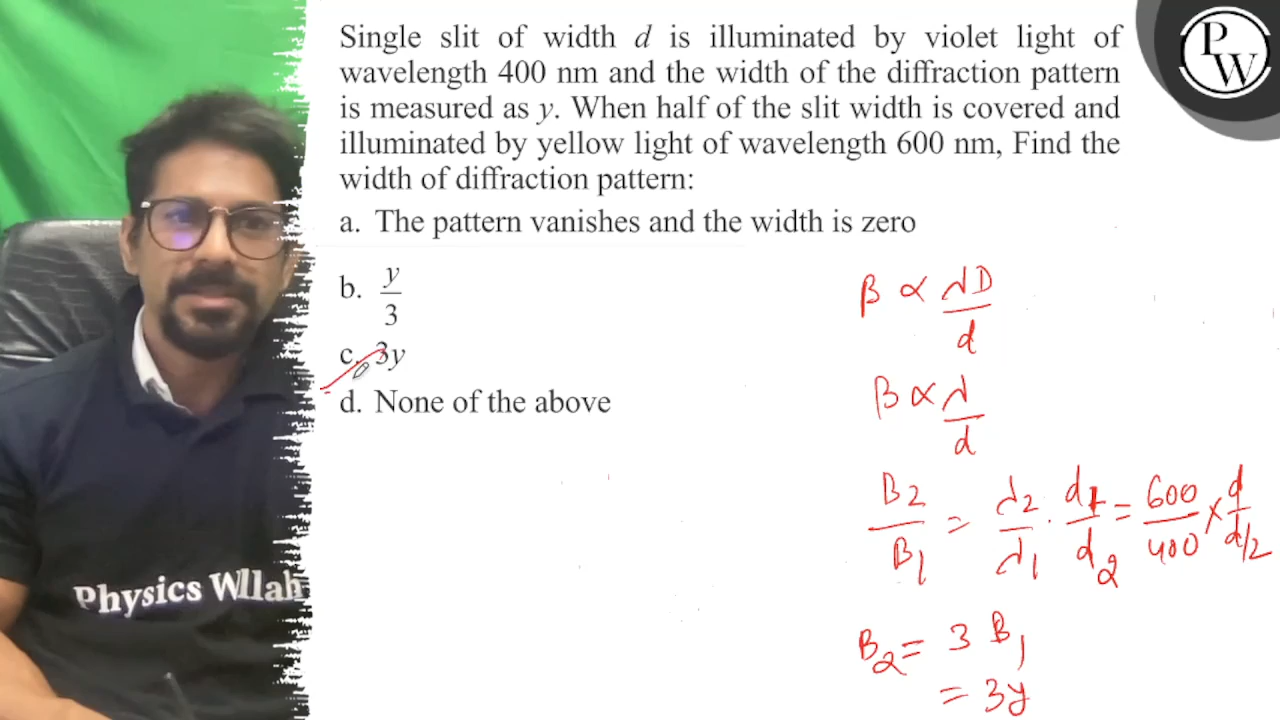 Single slit of width d is illuminated by violet light of
wavelength 400 nm and the width of the diffraction pattern
is measured as y. When half of the slit width is covered and
illuminated by yellow light of wavelength 600 nm, Find the
width of diffraction pattern:
a. The pattern vanishes and the width is zero
b. y/3
c. 3y
d. None of the above
β ∝ λD/d
β ∝ λ/d
B2/B1 = λ2/λ1 · d1/d2 = 600/400 × d/d/2
B2 = 3 B1
= 3y
PW
Physics Wllah